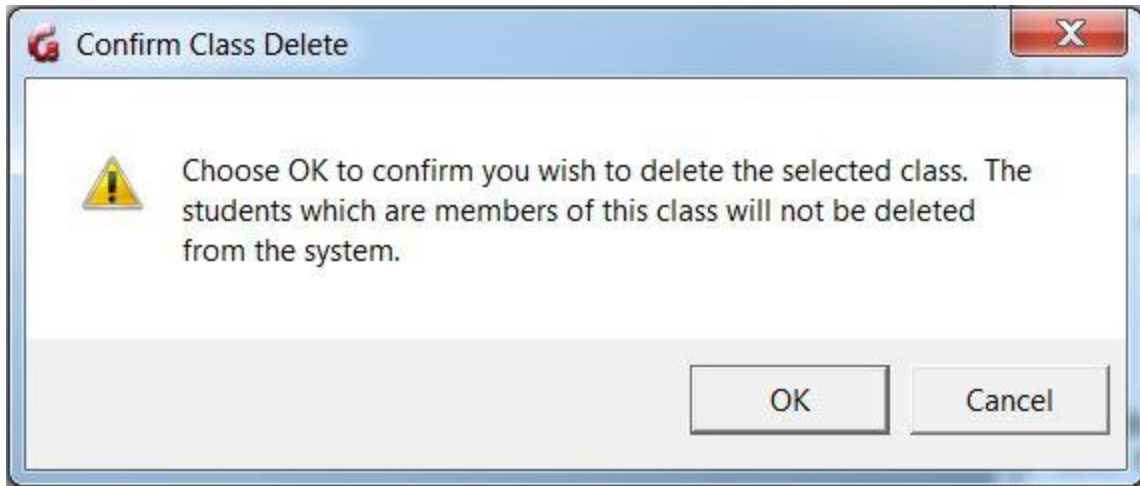 Confirm Class Delete
Choose OK to confirm you wish to delete the selected class.  The
students which are members of this class will not be deleted
from the system.
OK
Cancel